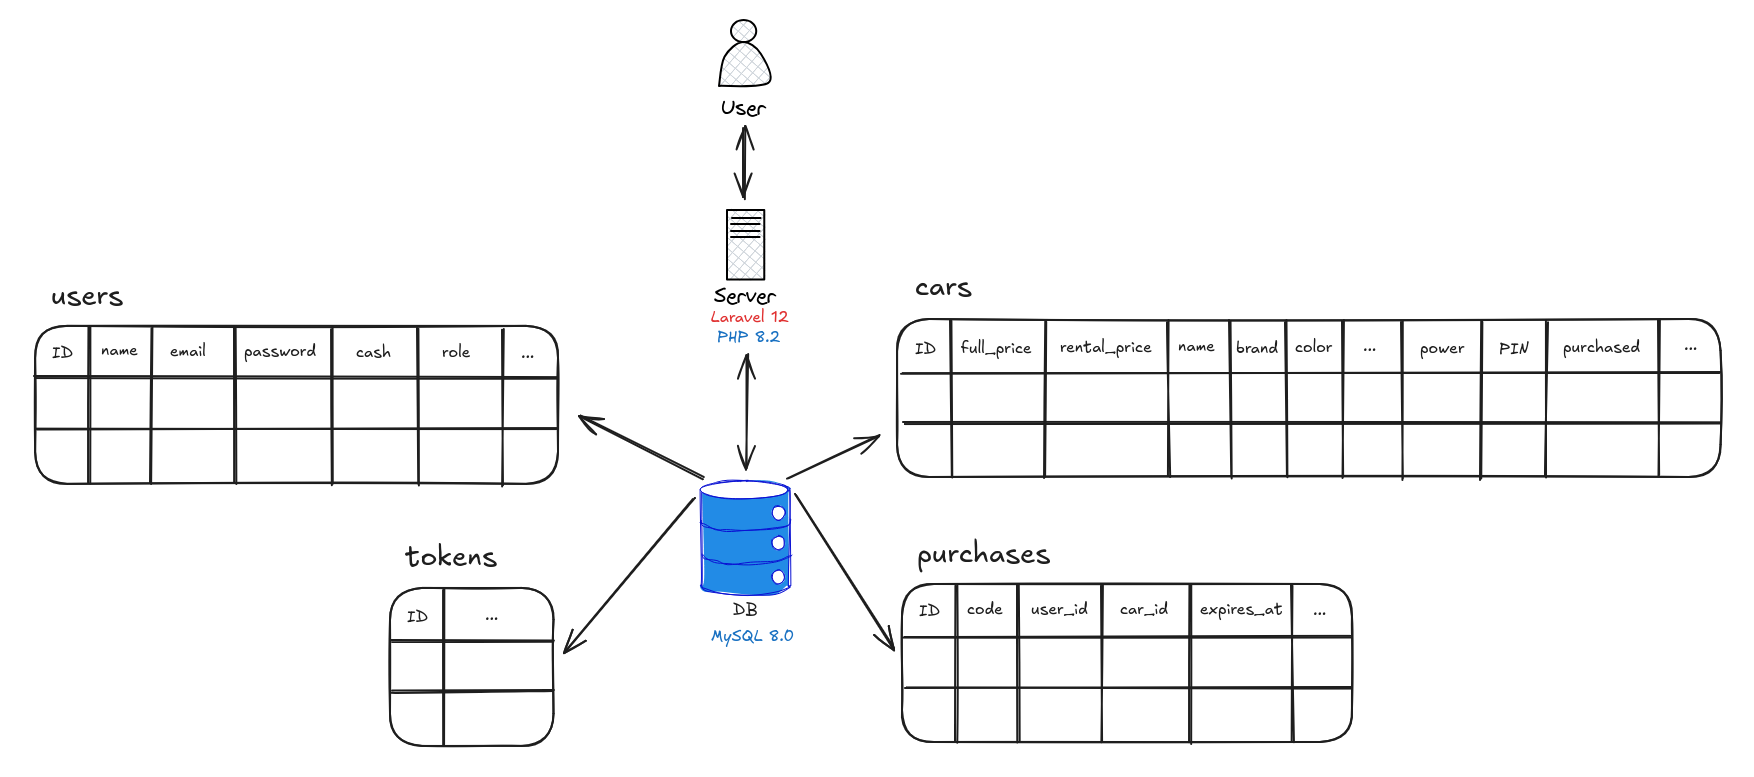 User
Server
Laravel 12
PHP 8.2
users
ID name email password cash role ...
cars
ID full_price rental_price name brand color ... power PIN purchased ...
tokens
ID ...
DB
MySQL 8.0
purchases
ID code user_id car_id expires_at ...